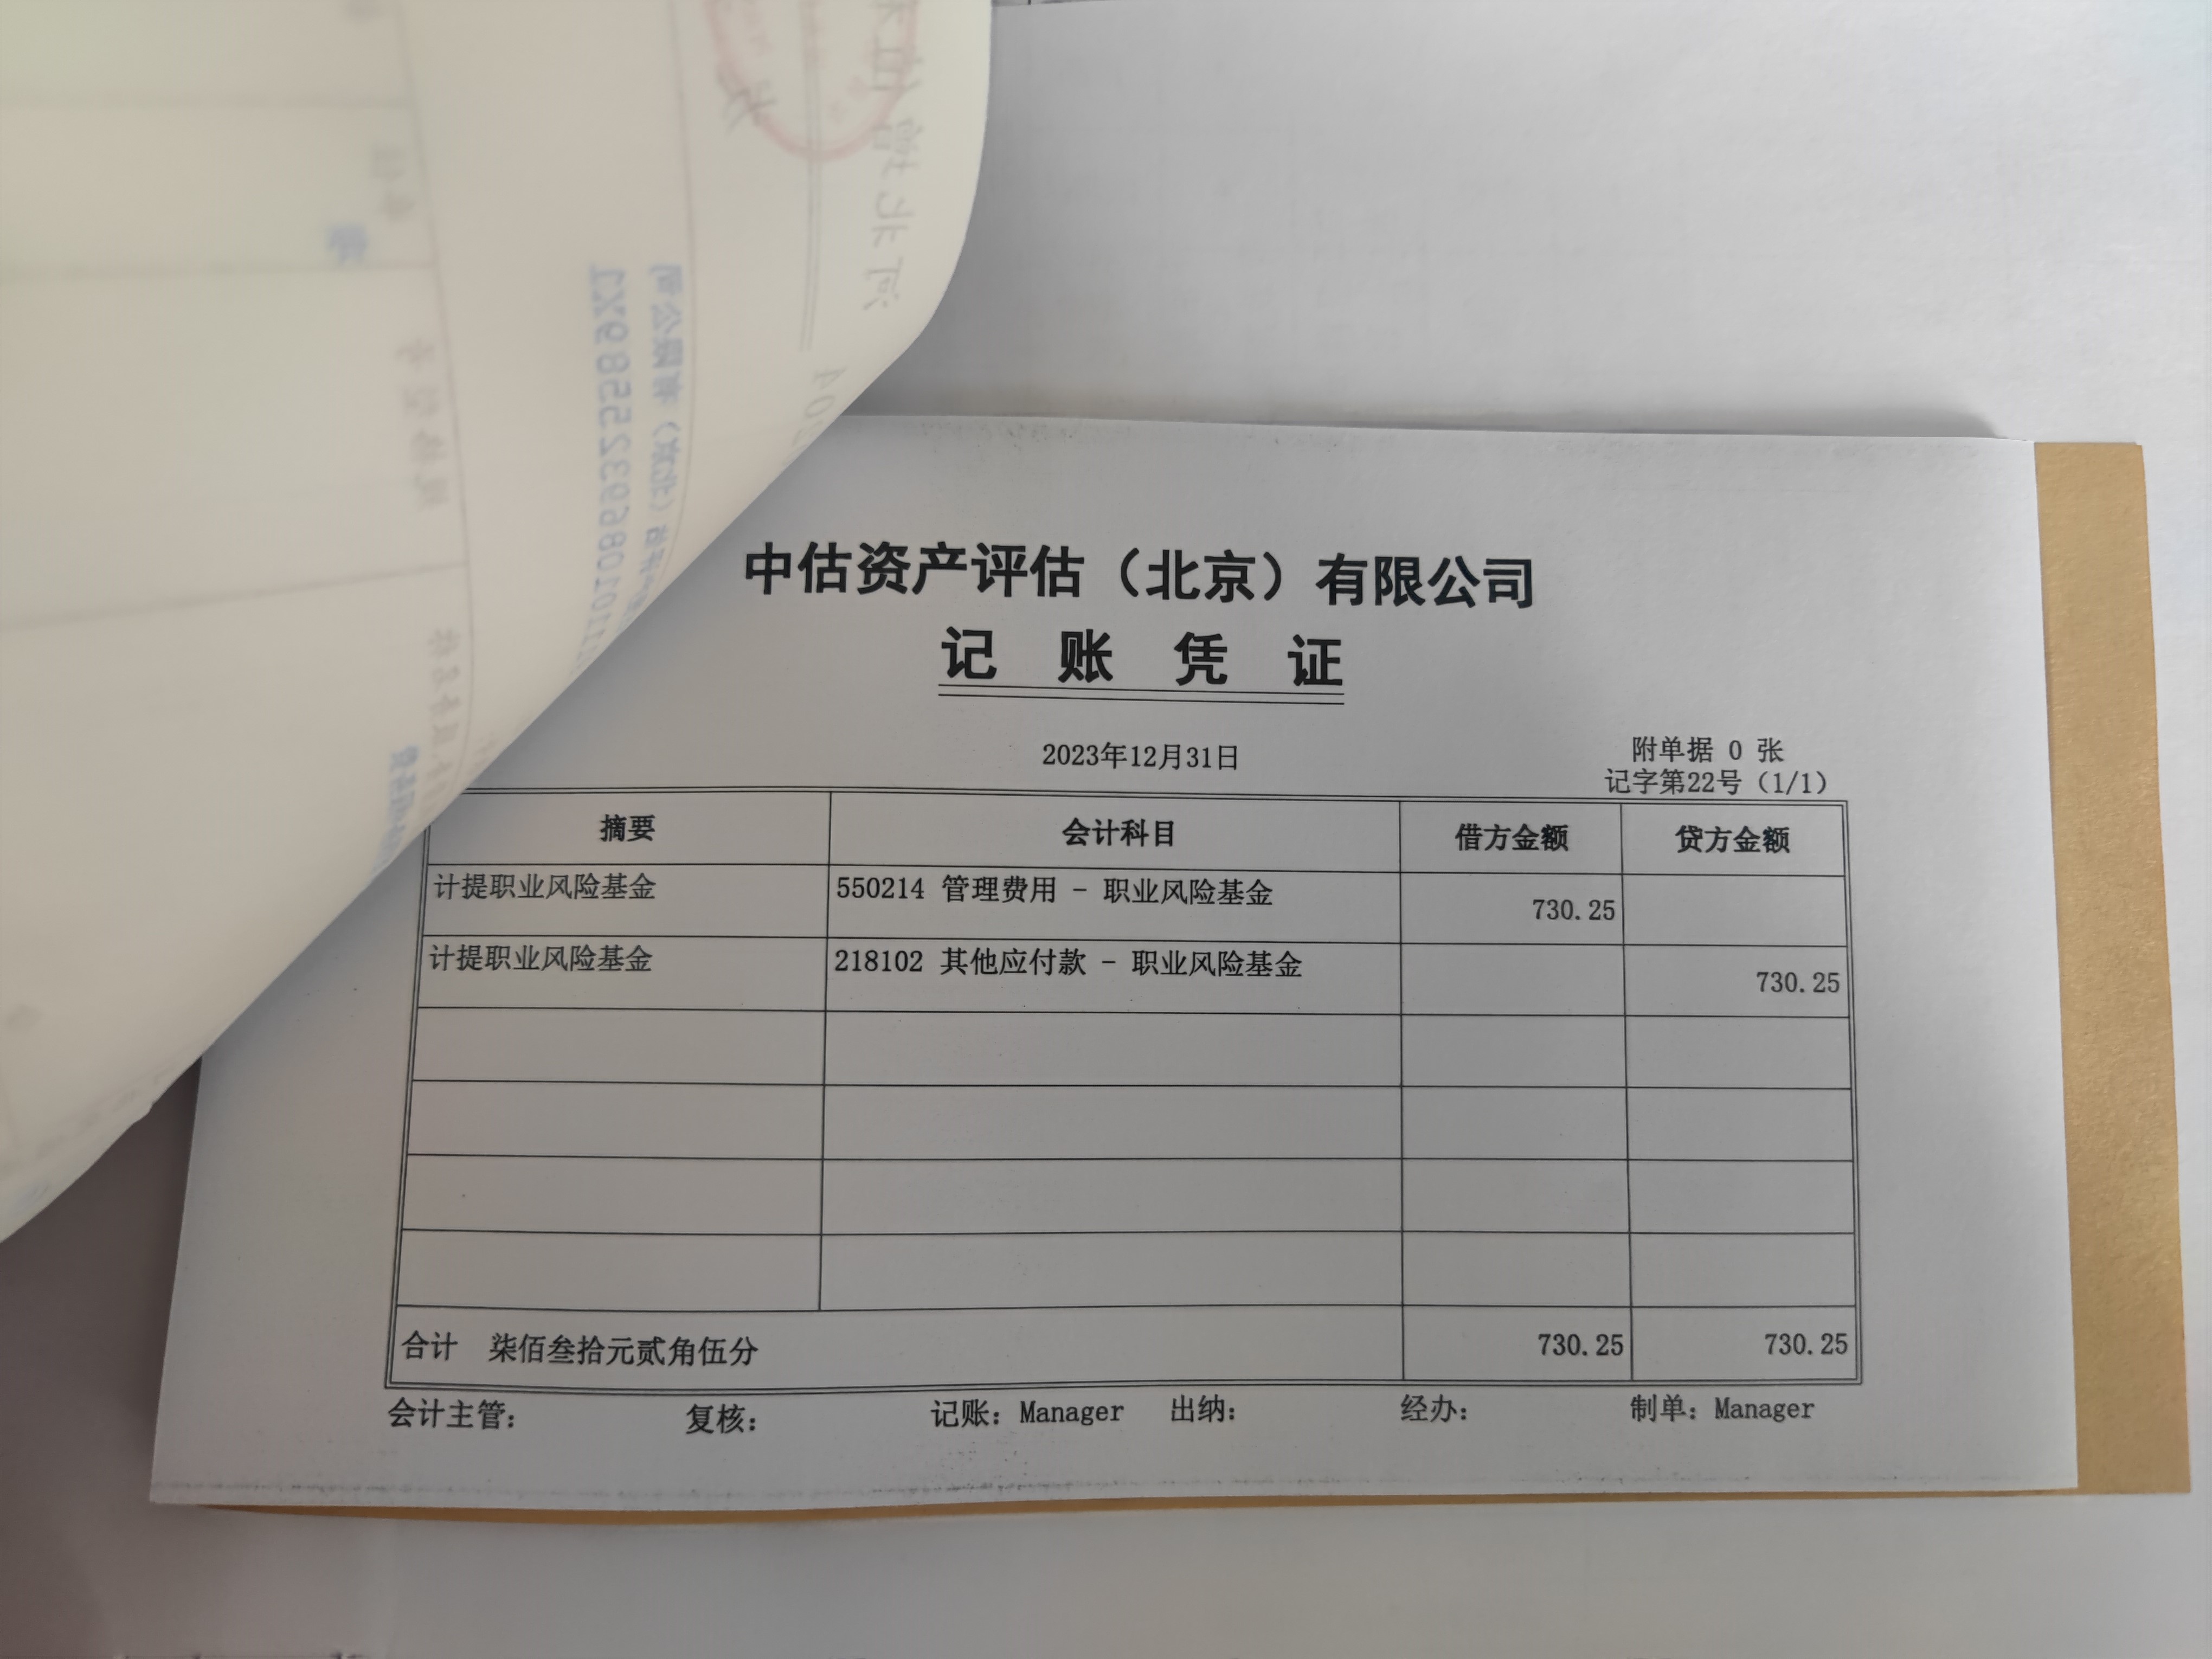 中估资产评估（北京）有限公司
记 账 凭 证
2023年12月31日
附单据 0 张
记字第22号（1/1）
摘要 会计科目 借方金额 贷方金额
计提职业风险基金 550214 管理费用 - 职业风险基金 730.25
计提职业风险基金 218102 其他应付款 - 职业风险基金 730.25
合计 柒佰叁拾元贰角伍分 730.25 730.25
会计主管： 复核： 记账：Manager 出纳： 经办： 制单：Manager